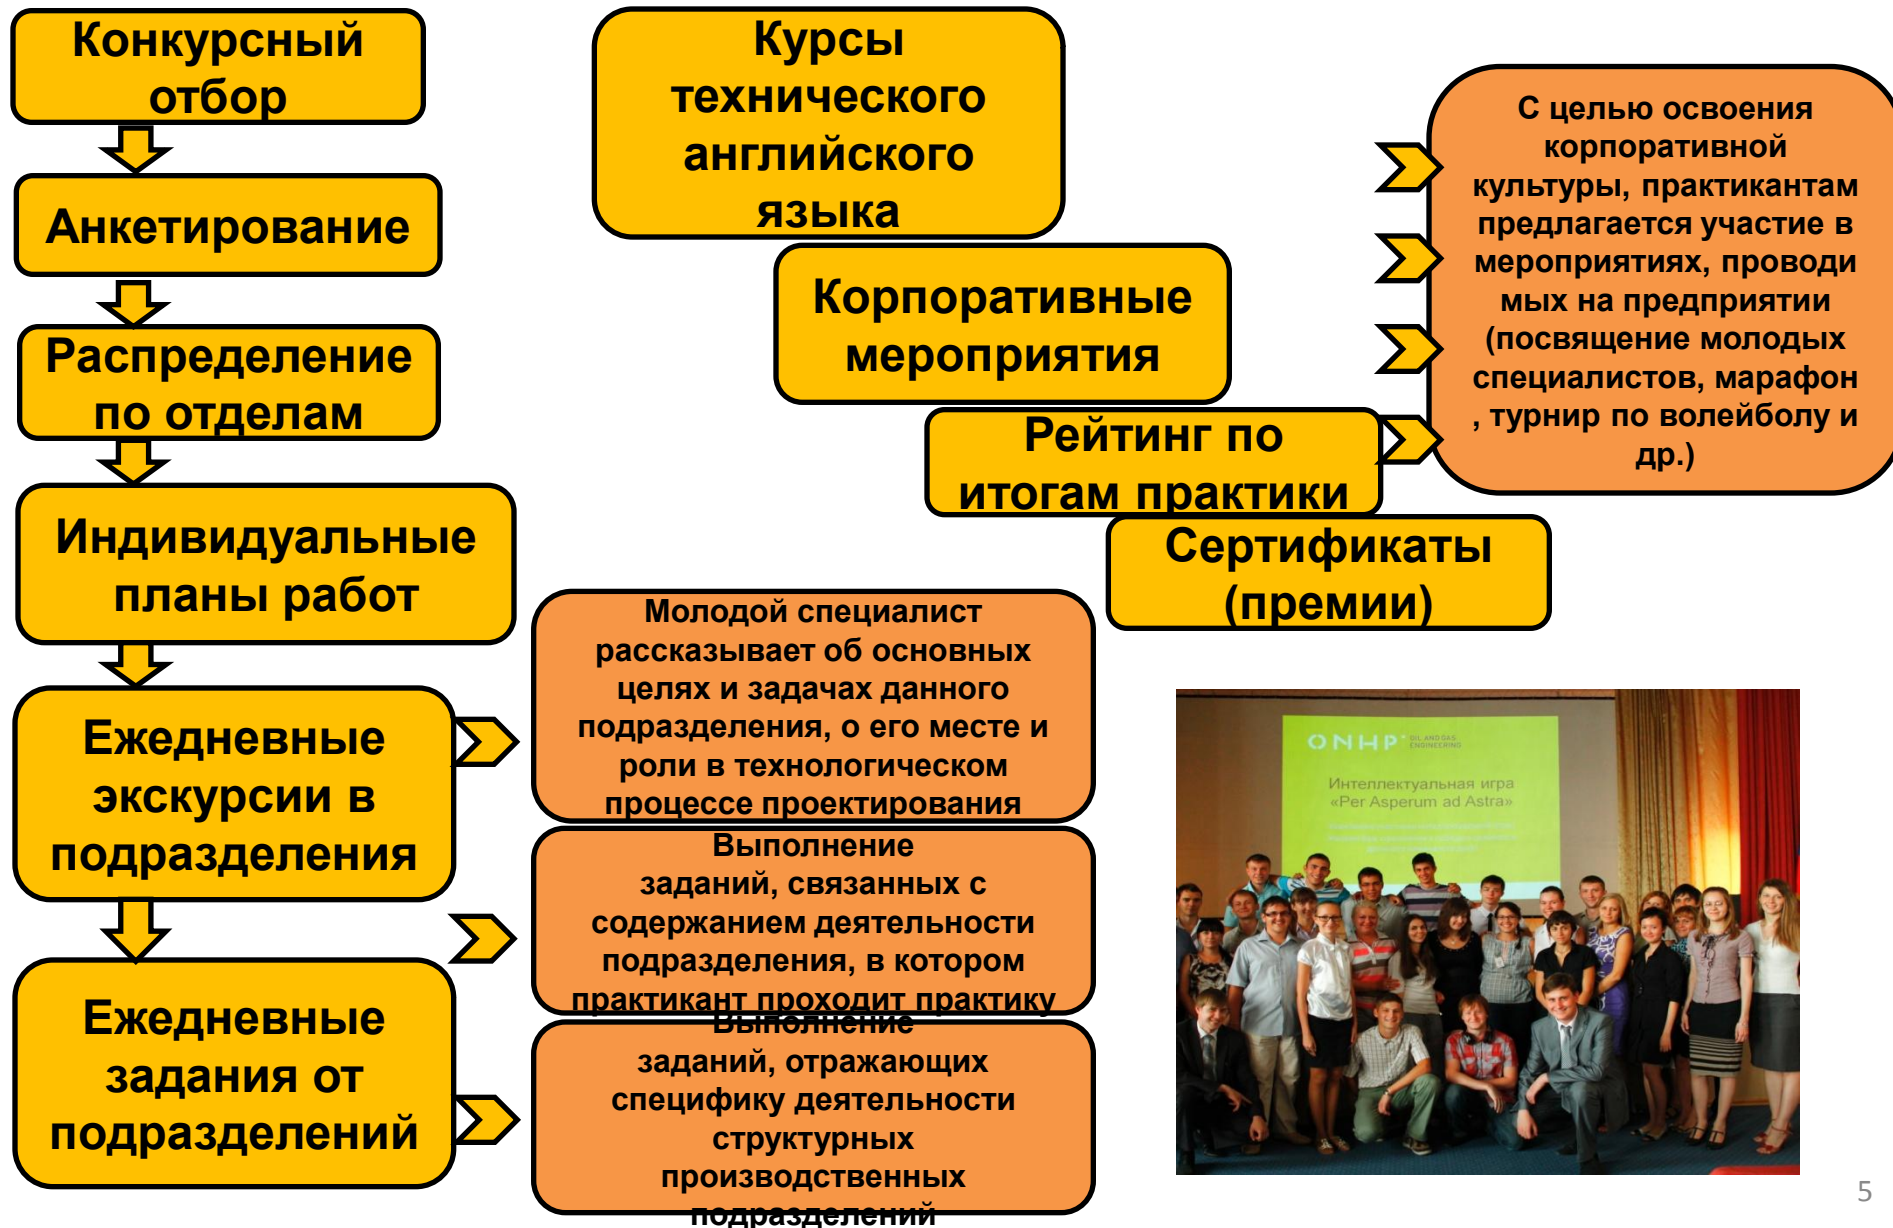 Конкурсный
отбор
Анкетирование
Распределение
по отделам
Индивидуальные
планы работ
Ежедневные
экскурсии в
подразделения
Ежедневные
задания от
подразделений
Курсы
технического
английского
языка
Корпоративные
мероприятия
Рейтинг по
итогам практики
Сертификаты
(премии)
С целью освоения
корпоративной
культуры, практикантам
предлагается участие в
мероприятиях, проводи
мых на предприятии
(посвящение молодых
специалистов, марафон
, турнир по волейболу и
др.)
Молодой специалист
рассказывает об основных
целях и задачах данного
подразделения, о его месте и
роли в технологическом
процессе проектирования
Выполнение
заданий, связанных с
содержанием деятельности
подразделения, в котором
практикант проходит практику
Выполнение
заданий, отражающих
специфику деятельности
структурных
производственных
подразделений
ONHP OIL AND GAS
ENGINEERING
Интеллектуальная игра
«Per Asperum ad Astra»
5